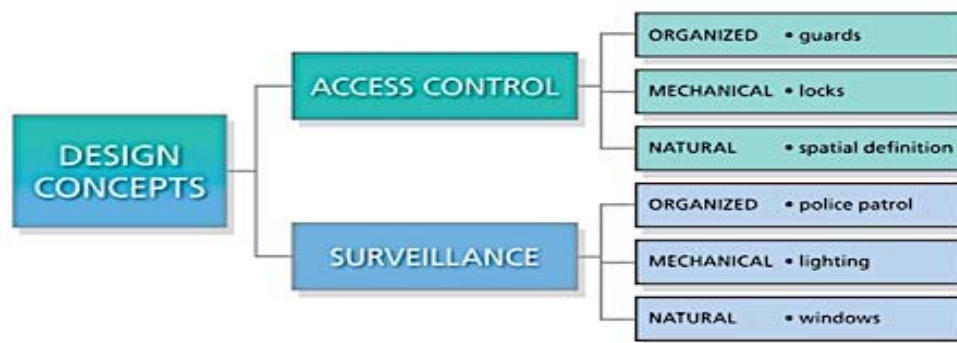 DESIGN
CONCEPTS
ACCESS CONTROL
ORGANIZED • guards
MECHANICAL • locks
NATURAL • spatial definition
SURVEILLANCE
ORGANIZED • police patrol
MECHANICAL • lighting
NATURAL • windows